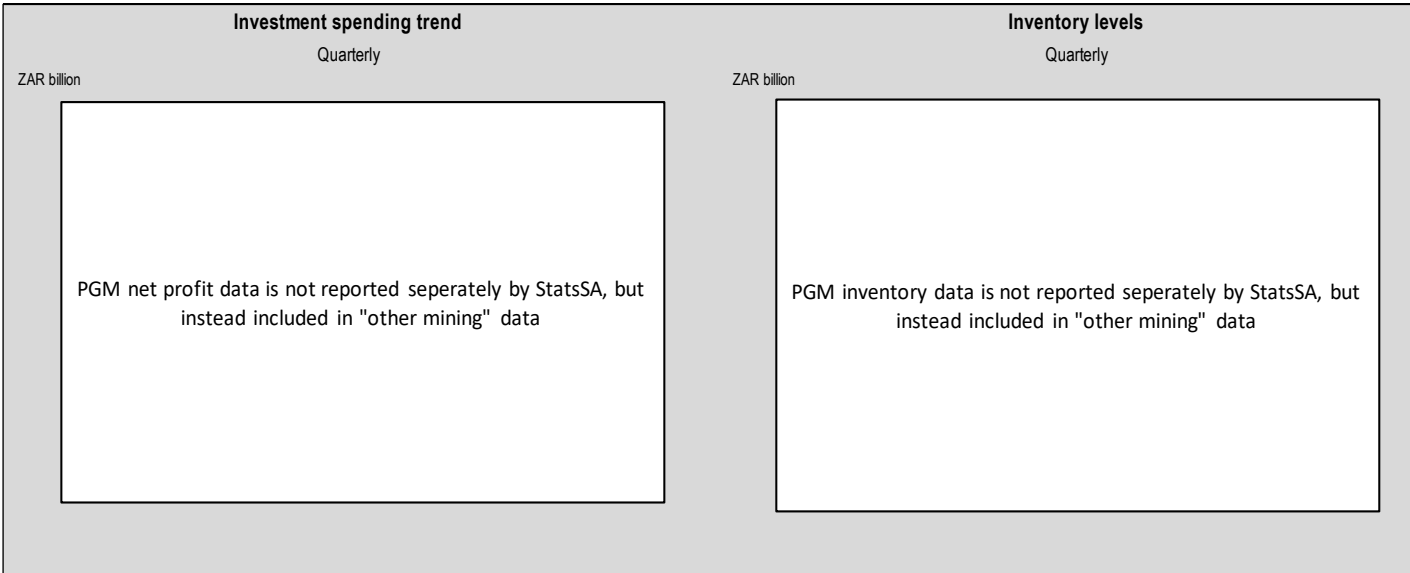 Investment spending trend
Quarterly
ZAR billion
PGM net profit data is not reported seperately by StatsSA, but
instead included in "other mining" data
Inventory levels
Quarterly
ZAR billion
PGM inventory data is not reported seperately by StatsSA, but
instead included in "other mining" data